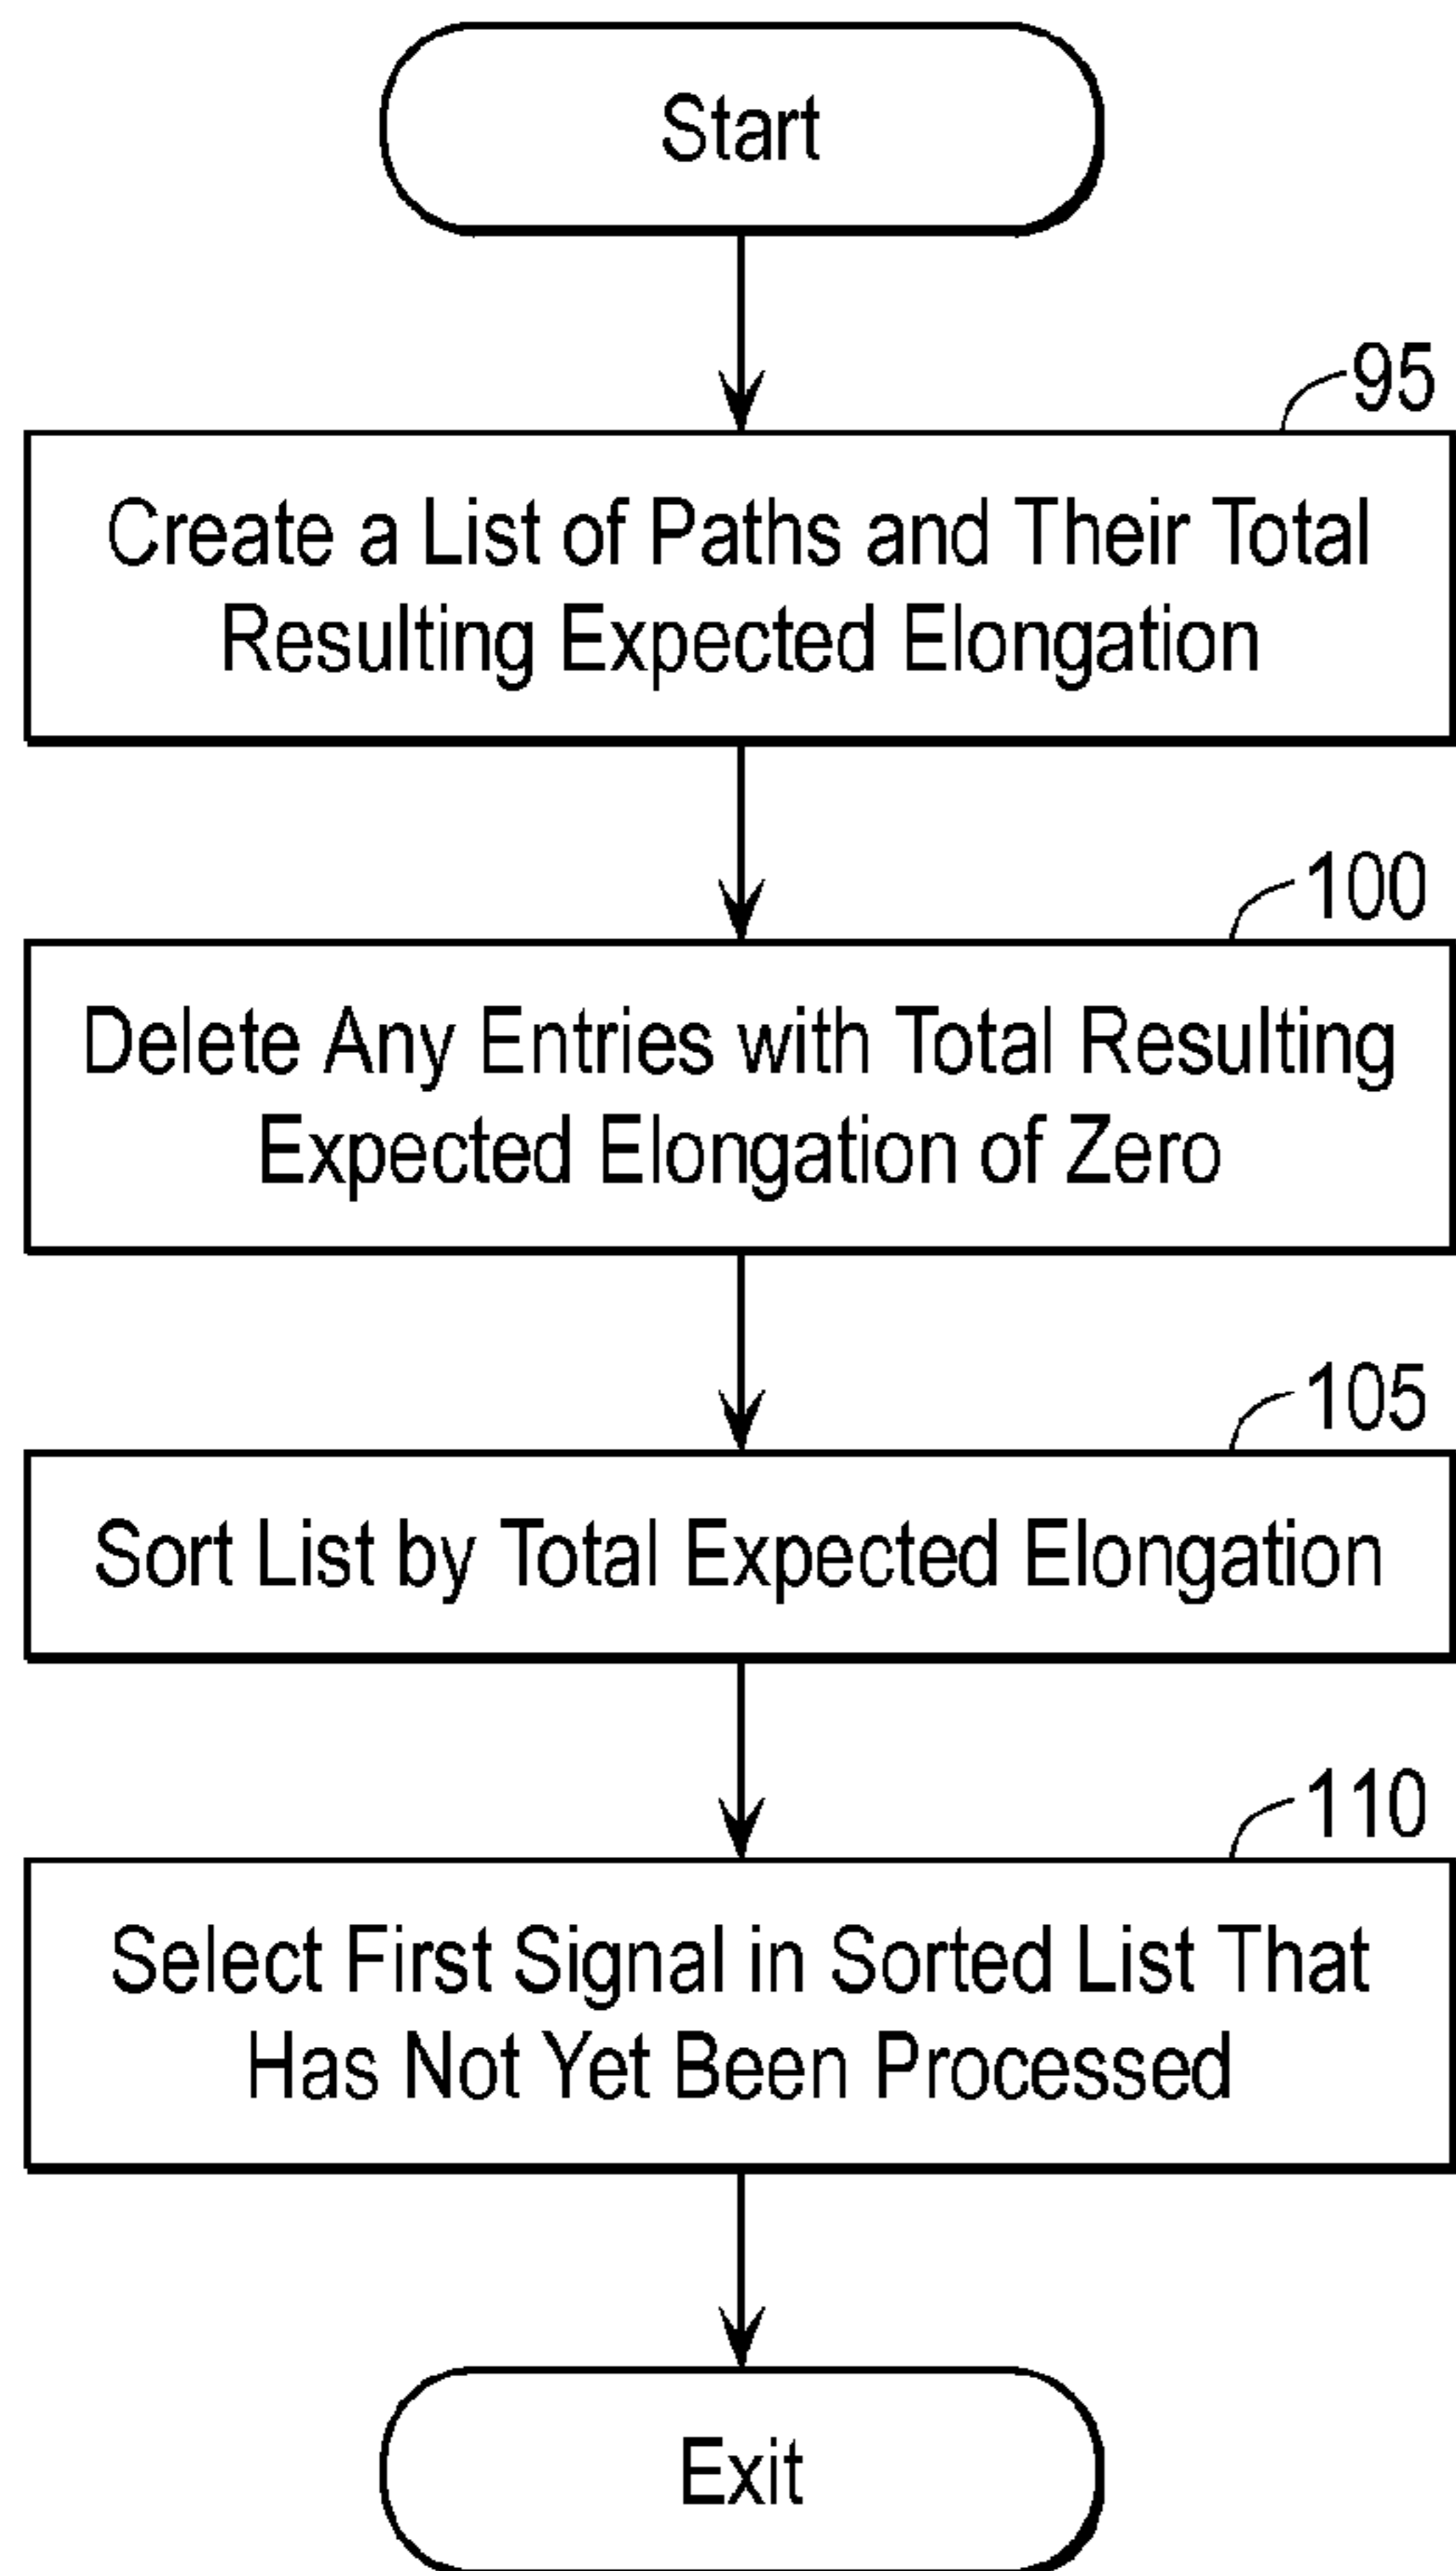 Start
95
Create a List of Paths and Their Total
Resulting Expected Elongation
100
Delete Any Entries with Total Resulting
Expected Elongation of Zero
105
Sort List by Total Expected Elongation
110
Select First Signal in Sorted List That
Has Not Yet Been Processed
Exit